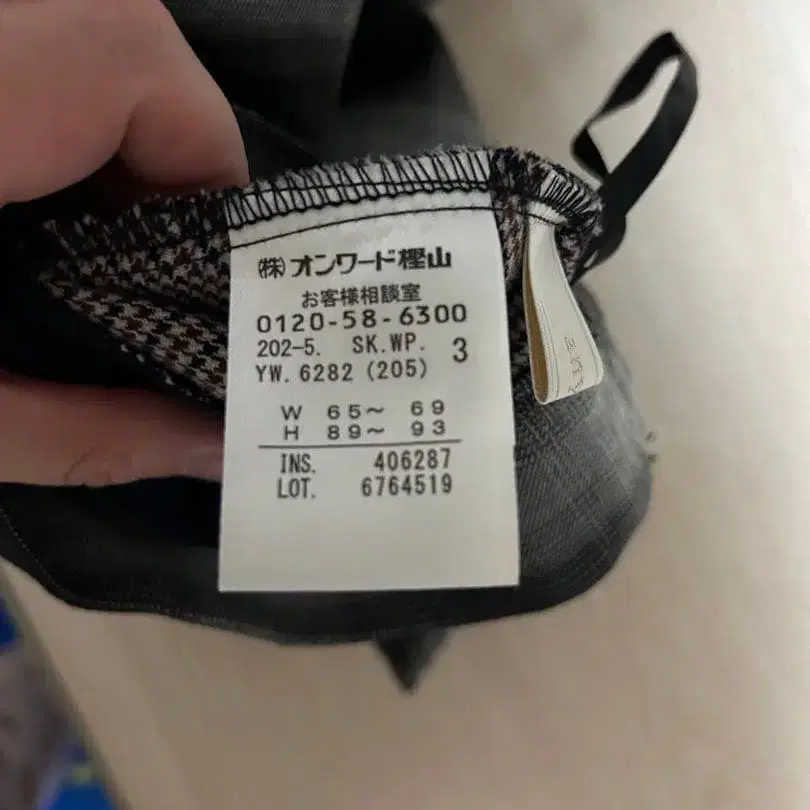 (株)オンワード樫山
お客様相談室
0120-58-6300
202-5. SK.WP. 3
YW.6282(205)
W 65〜 69
H 89〜 93
INS. 406287
LOT. 6764519